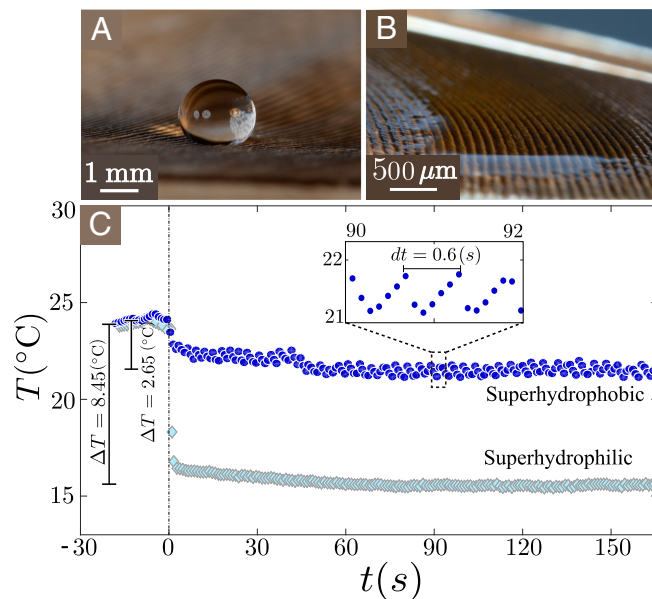 A
1 mm
B
500 μm
C
30
25
20
15
T(°C)
ΔT = 8.45 (°C)
ΔT = 2.65 (°C)
90
92
22
21
dt = 0.6 (s)
Superhydrophobic
Superhydrophilic
-30
0
30
60
90
120
150
t(s)